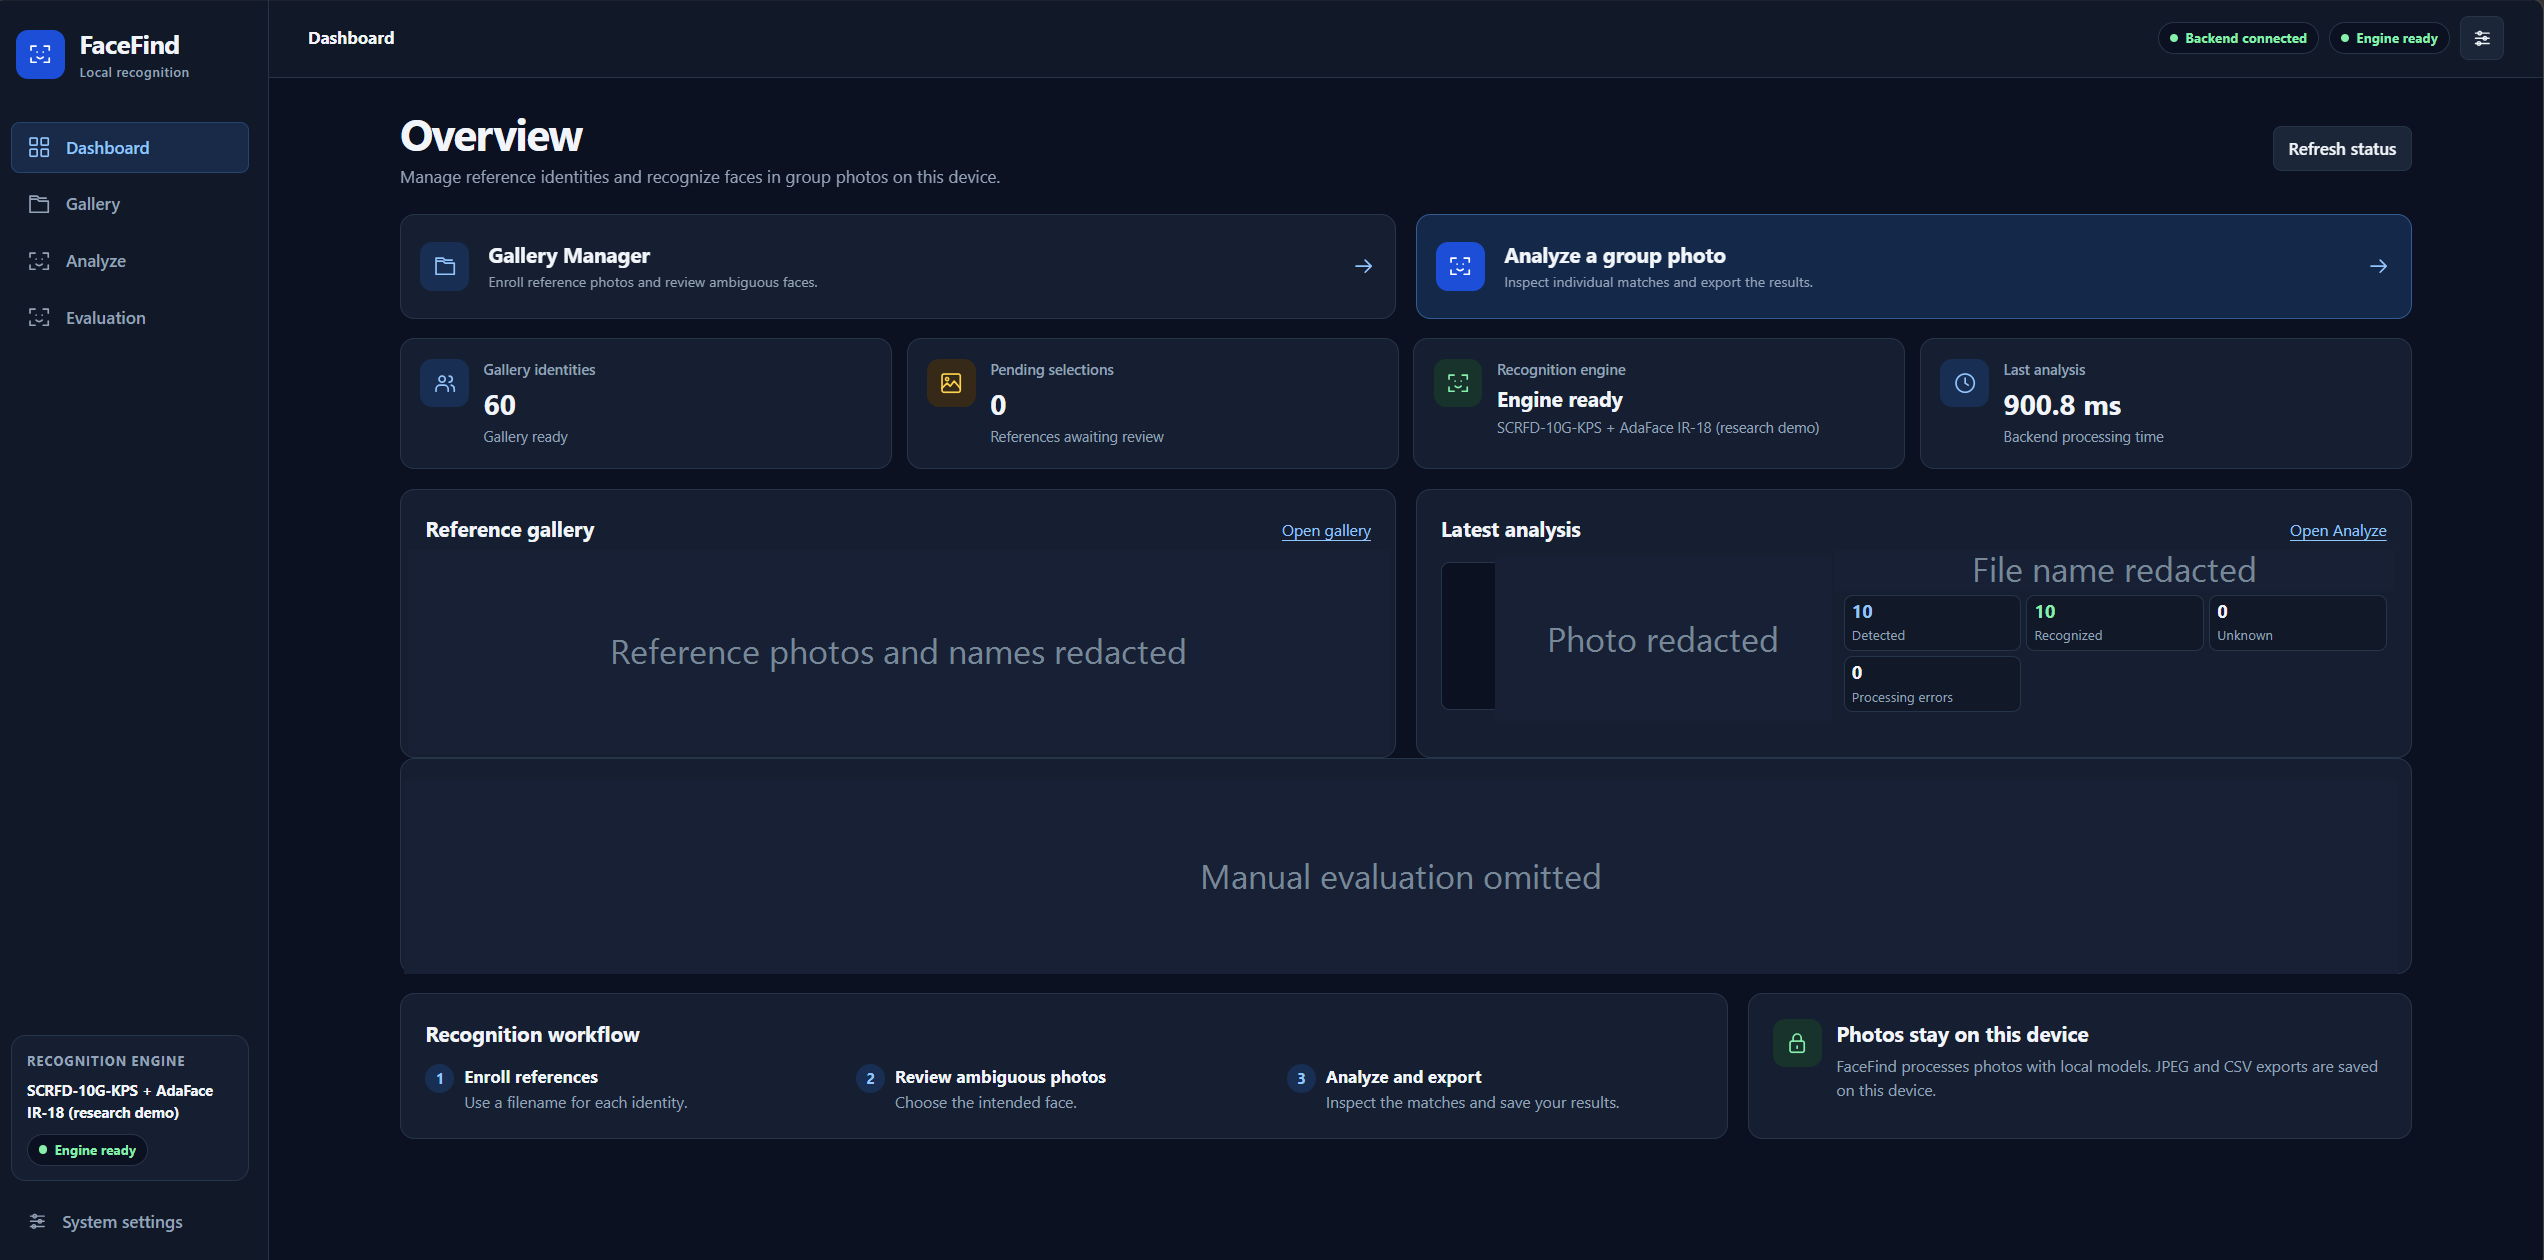 FaceFind
Local recognition
Dashboard
Gallery
Analyze
Evaluation
RECOGNITION ENGINE
SCRFD-10G-KPS + AdaFace
IR-18 (research demo)
Engine ready
System settings
Dashboard
Backend connected
Engine ready
Overview
Manage reference identities and recognize faces in group photos on this device.
Refresh status
Gallery Manager
Enroll reference photos and review ambiguous faces.
Analyze a group photo
Inspect individual matches and export the results.
Gallery identities
60
Gallery ready
Pending selections
0
References awaiting review
Recognition engine
Engine ready
SCRFD-10G-KPS + AdaFace IR-18 (research demo)
Last analysis
900.8 ms
Backend processing time
Reference gallery
Open gallery
Reference photos and names redacted
Latest analysis
Open Analyze
Photo redacted
File name redacted
10
Detected
10
Recognized
0
Unknown
0
Processing errors
Manual evaluation omitted
Recognition workflow
1
Enroll references
Use a filename for each identity.
2
Review ambiguous photos
Choose the intended face.
3
Analyze and export
Inspect the matches and save your results.
Photos stay on this device
FaceFind processes photos with local models. JPEG and CSV exports are saved
on this device.